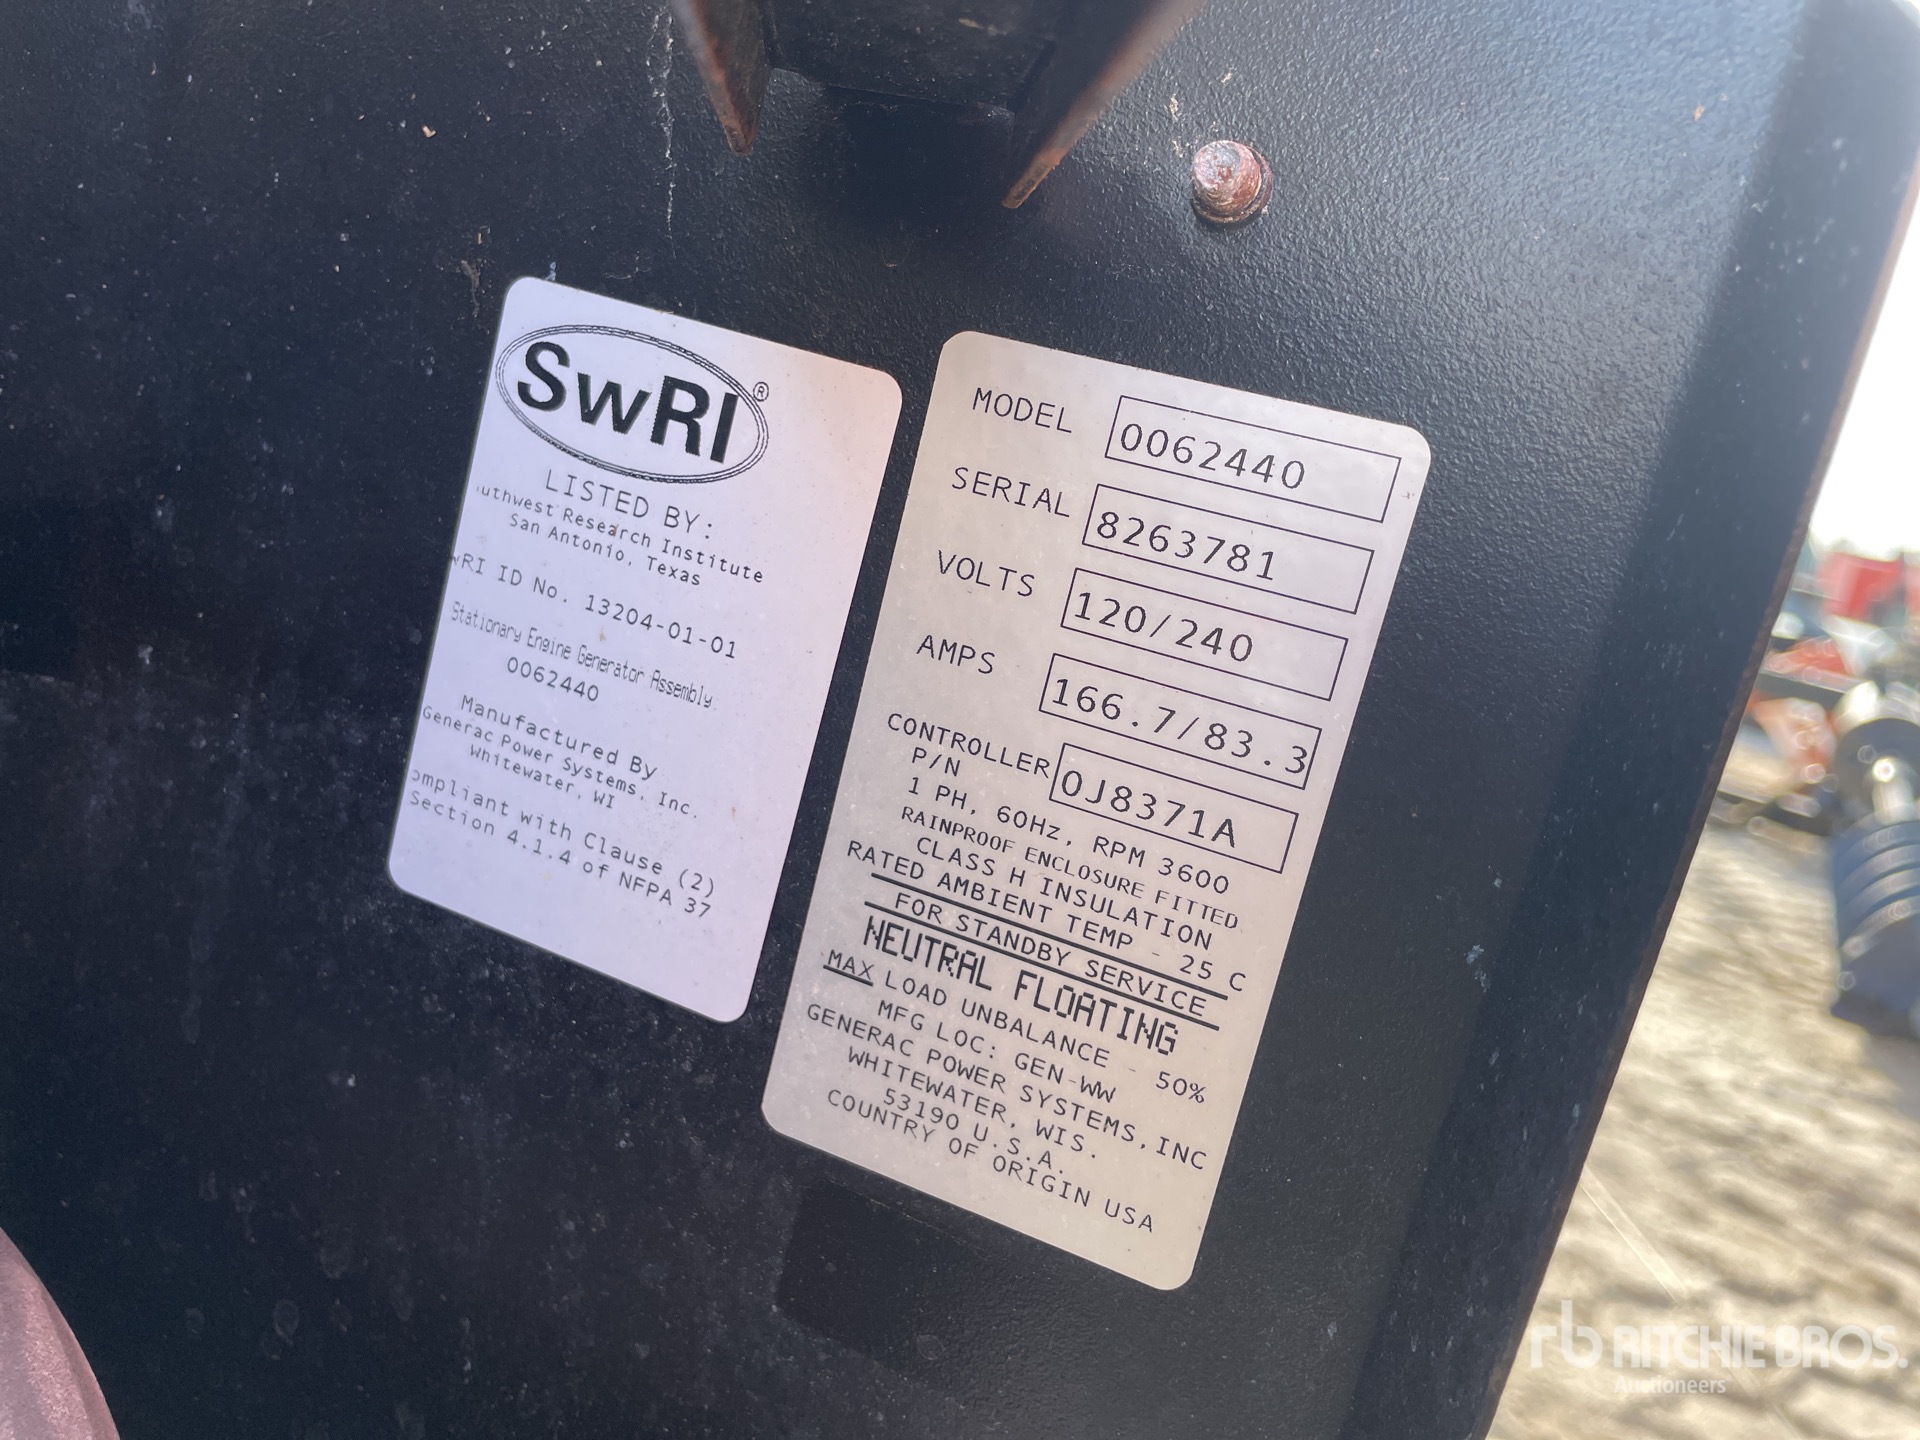 SwRI®
LISTED BY:
uthwest Research Institute
San Antonio, Texas
wRI ID No. 13204-01-01
Stationary Engine Generator Assembly
0062440
Manufactured By
Generac Power Systems, Inc.
Whitewater, WI
ompliant with Clause (2)
Section 4.1.4 of NFPA 37
MODEL 0062440
SERIAL 8263781
VOLTS 120/240
AMPS 166.7/83.3
CONTROLLER P/N 0J8371A
1 PH, 60Hz, RPM 3600
RAINPROOF ENCLOSURE FITTED
CLASS H INSULATION
RATED AMBIENT TEMP - 25 C
FOR STANDBY SERVICE
NEUTRAL FLOATING
MAX LOAD UNBALANCE - 50%
MFG LOC: GEN-WW
GENERAC POWER SYSTEMS, INC
WHITEWATER, WIS.
53190 U.S.A.
COUNTRY OF ORIGIN USA
rb RITCHIE BROS.
Auctioneers